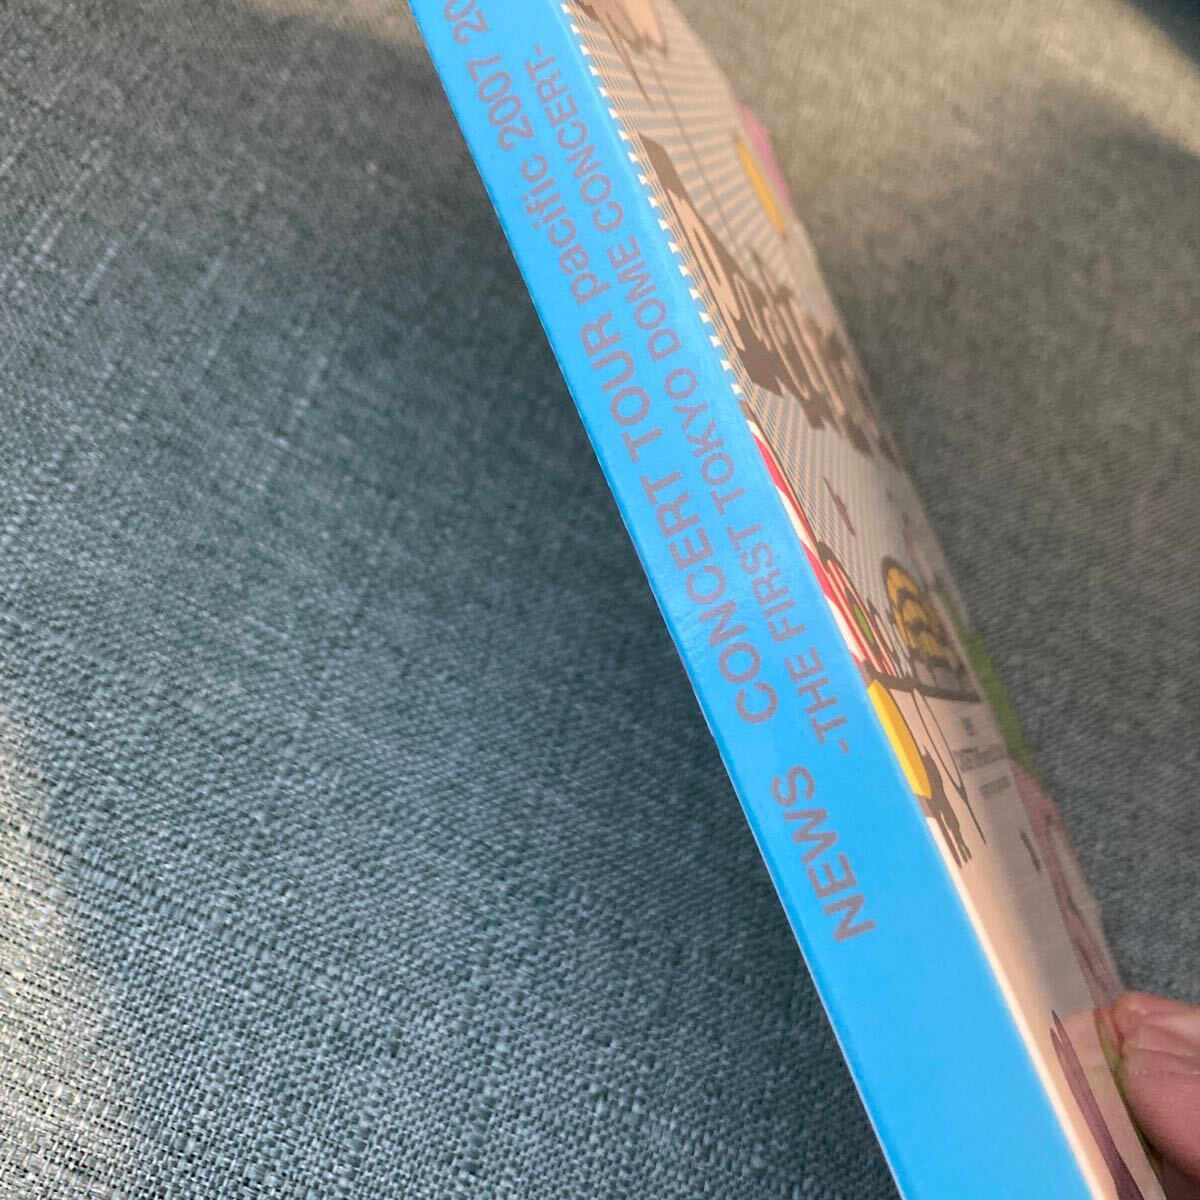 NEWS CONCERT TOUR pacific 2007 20
-THE FIRST TOKYO DOME CONCERT-